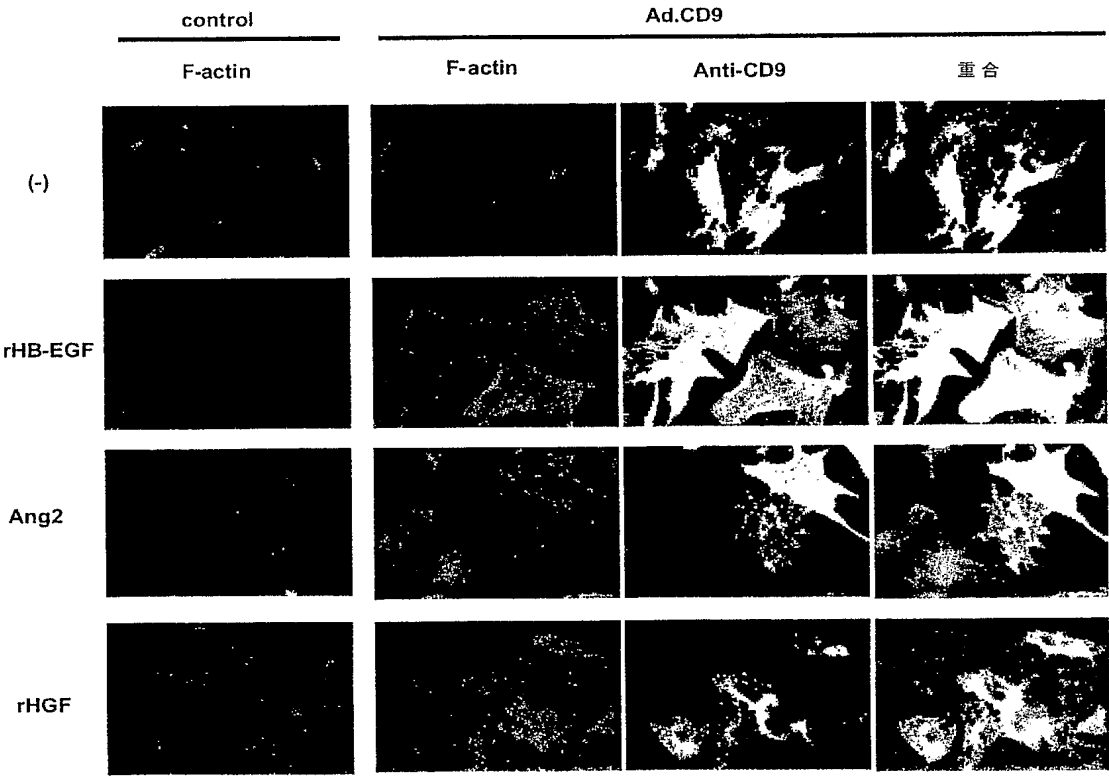 control
Ad.CD9
F-actin
F-actin
Anti-CD9
重合
(-)
rHB-EGF
Ang2
rHGF